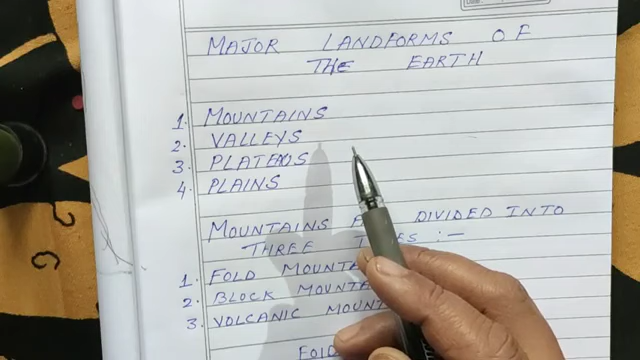 MAJOR LANDFORMS OF
THE EARTH
1. MOUNTAINS
2. VALLEYS
3. PLATEAUS
4. PLAINS
MOUNTAINS DIVIDED INTO
THREE :-
1. FOLD
2. BLOCK
3. VOLCANIC
FOLD